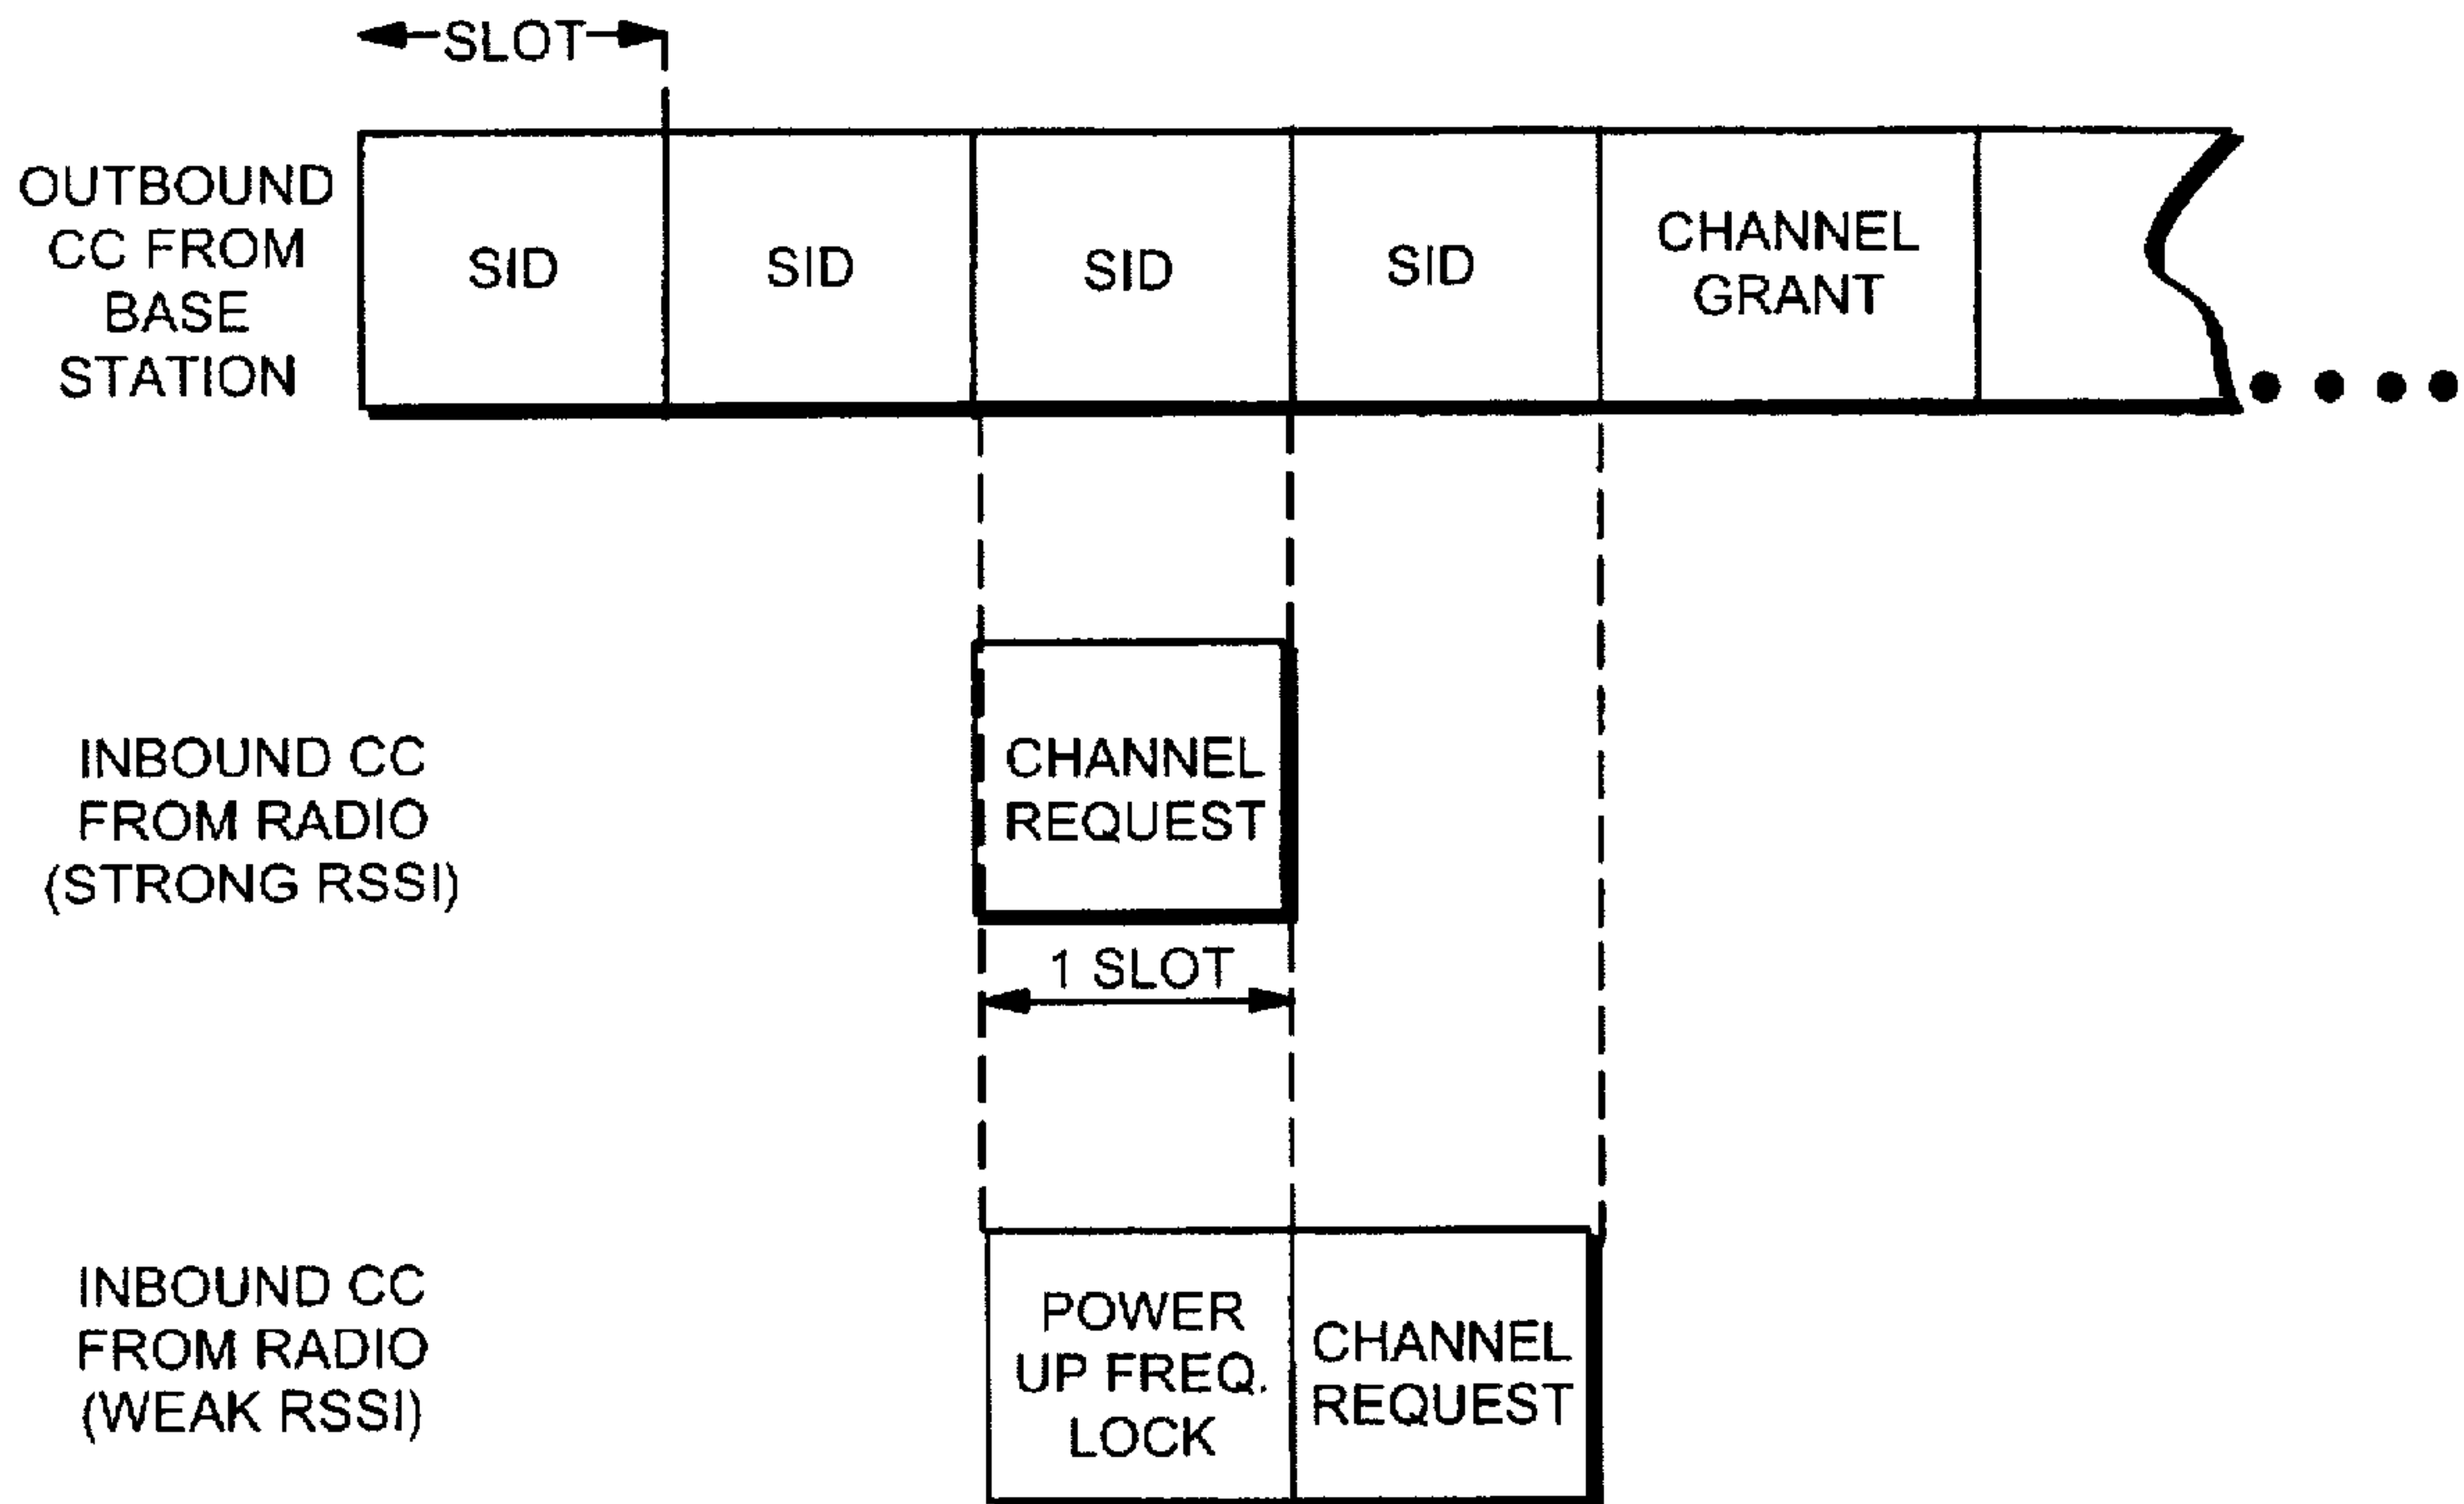 SLOT
OUTBOUND
CC FROM
BASE
STATION
SID
SID
SID
SID
CHANNEL
GRANT
INBOUND CC
FROM RADIO
(STRONG RSSI)
CHANNEL
REQUEST
1 SLOT
INBOUND CC
FROM RADIO
(WEAK RSSI)
POWER
UP FREQ.
LOCK
CHANNEL
REQUEST